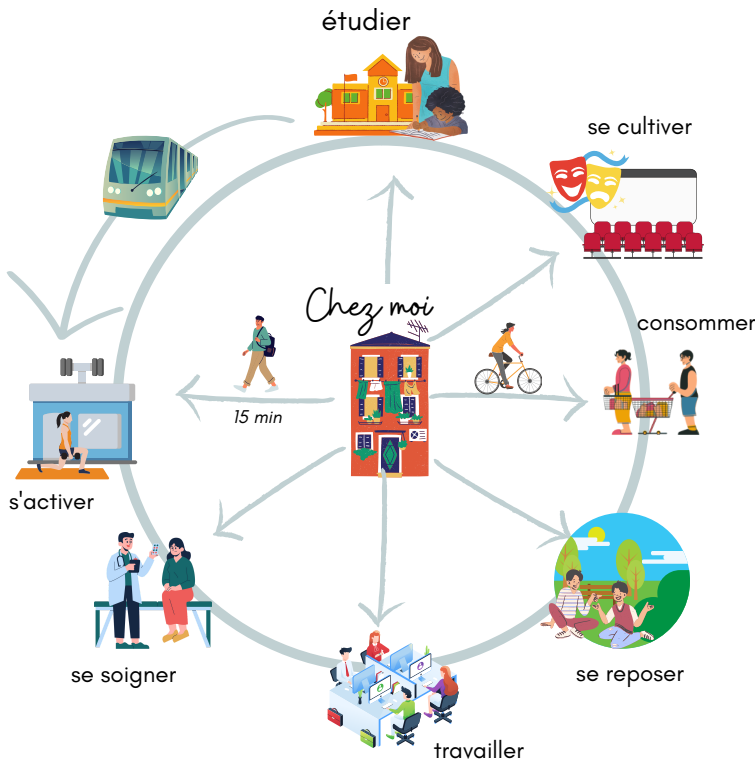 étudier
se cultiver
Chez moi
consommer
15 min
s'activer
se soigner
se reposer
travailler